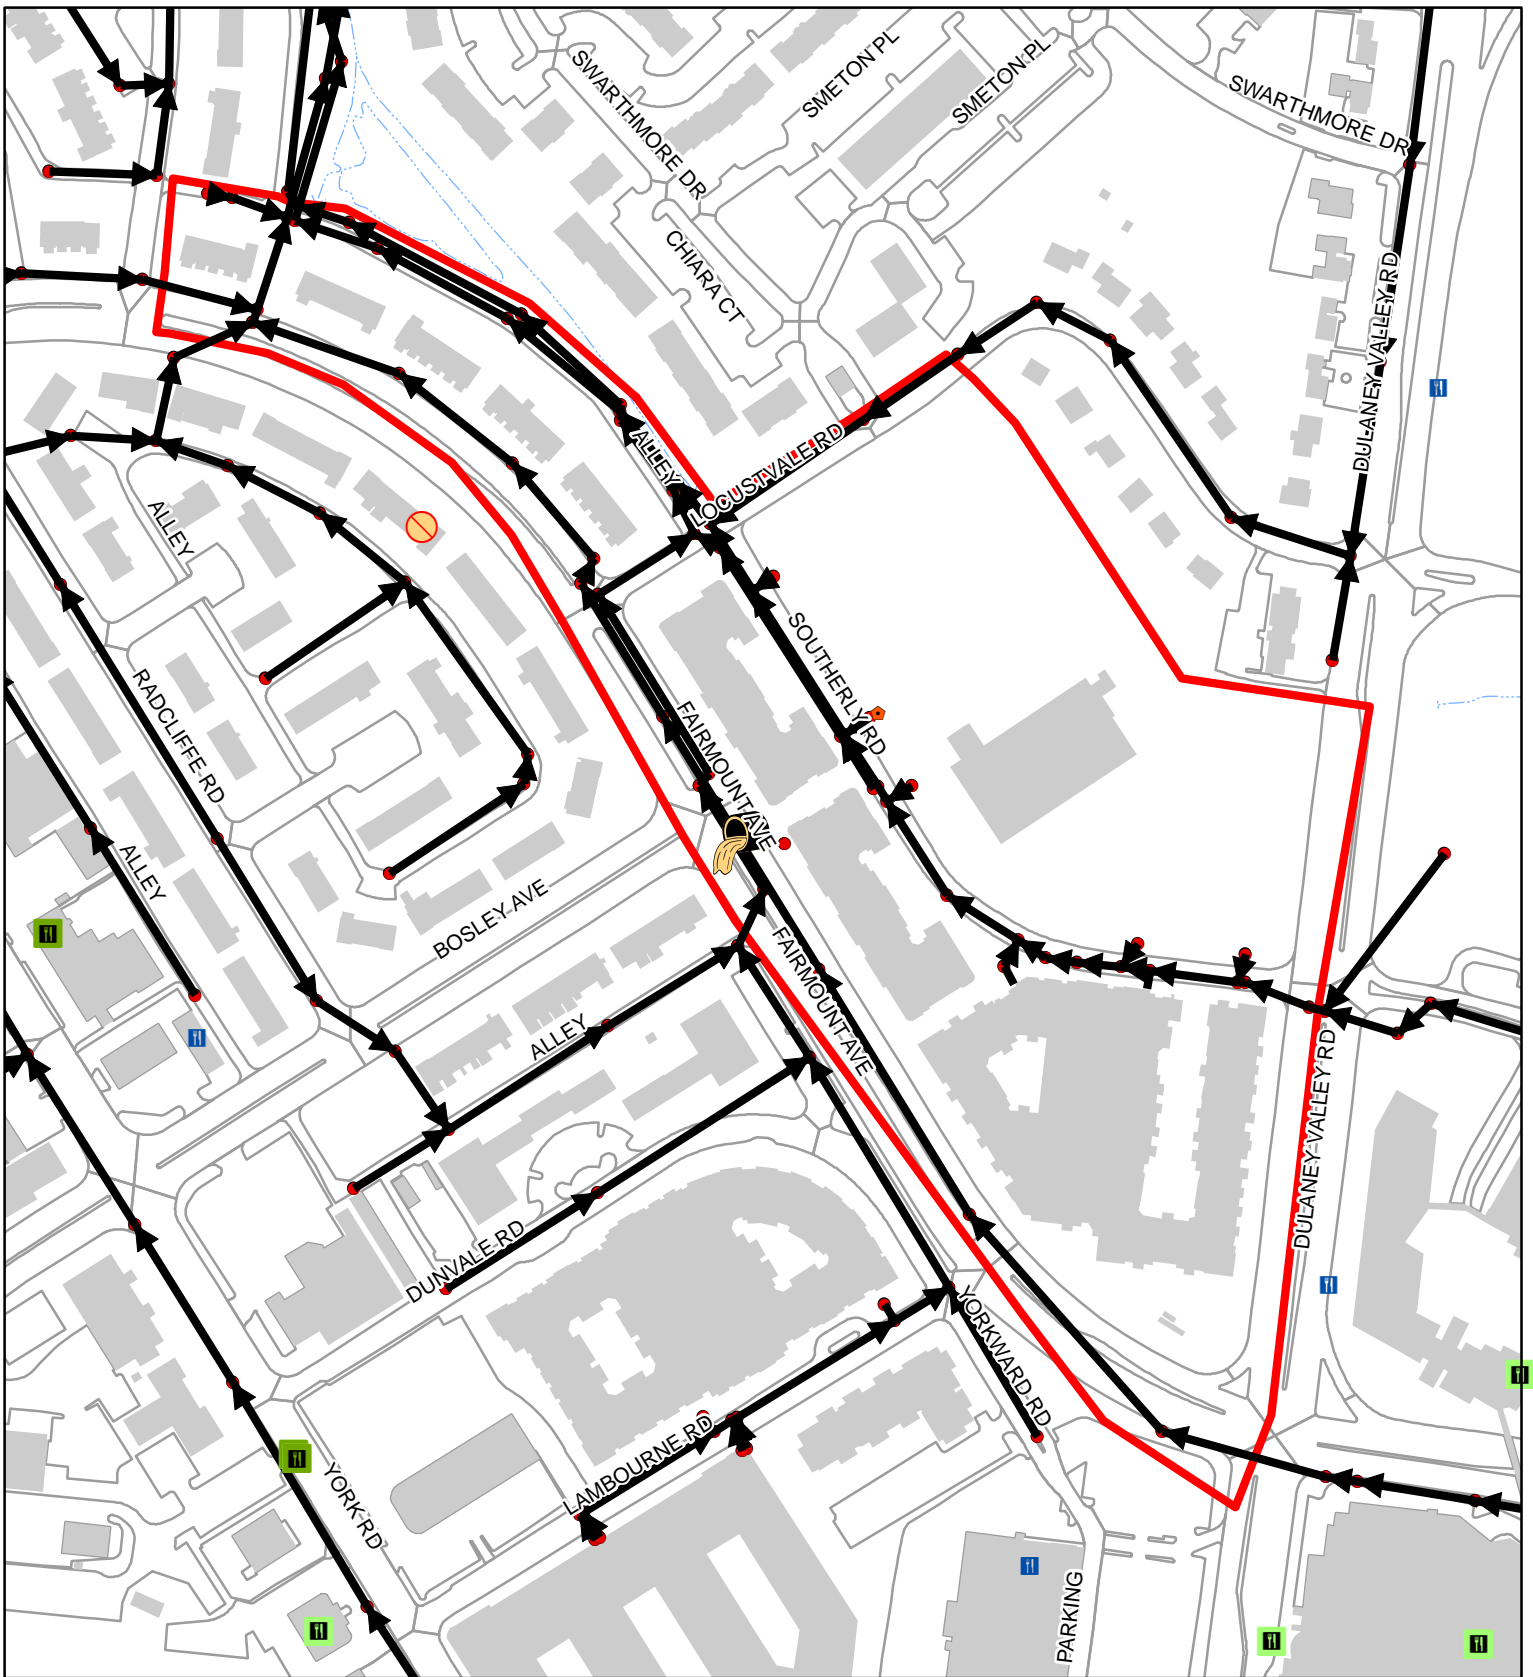 SMETON PL
SMETON PL
SWARTHMORE DR
SWARTHMORE DR
CHIARA CT
DULANEY VALLEY RD
LOCUSTVALE RD
ALLEY
ALLEY
SOUTHERLY RD
RADCLIFFE RD
FAIRMOUNT AVE
ALLEY
BOSLEY AVE
FAIRMOUNT AVE
ALLEY
DULANEY VALLEY RD
DUNVALE RD
YORKWARD RD
LAMBOURNE RD
YORK RD
PARKING